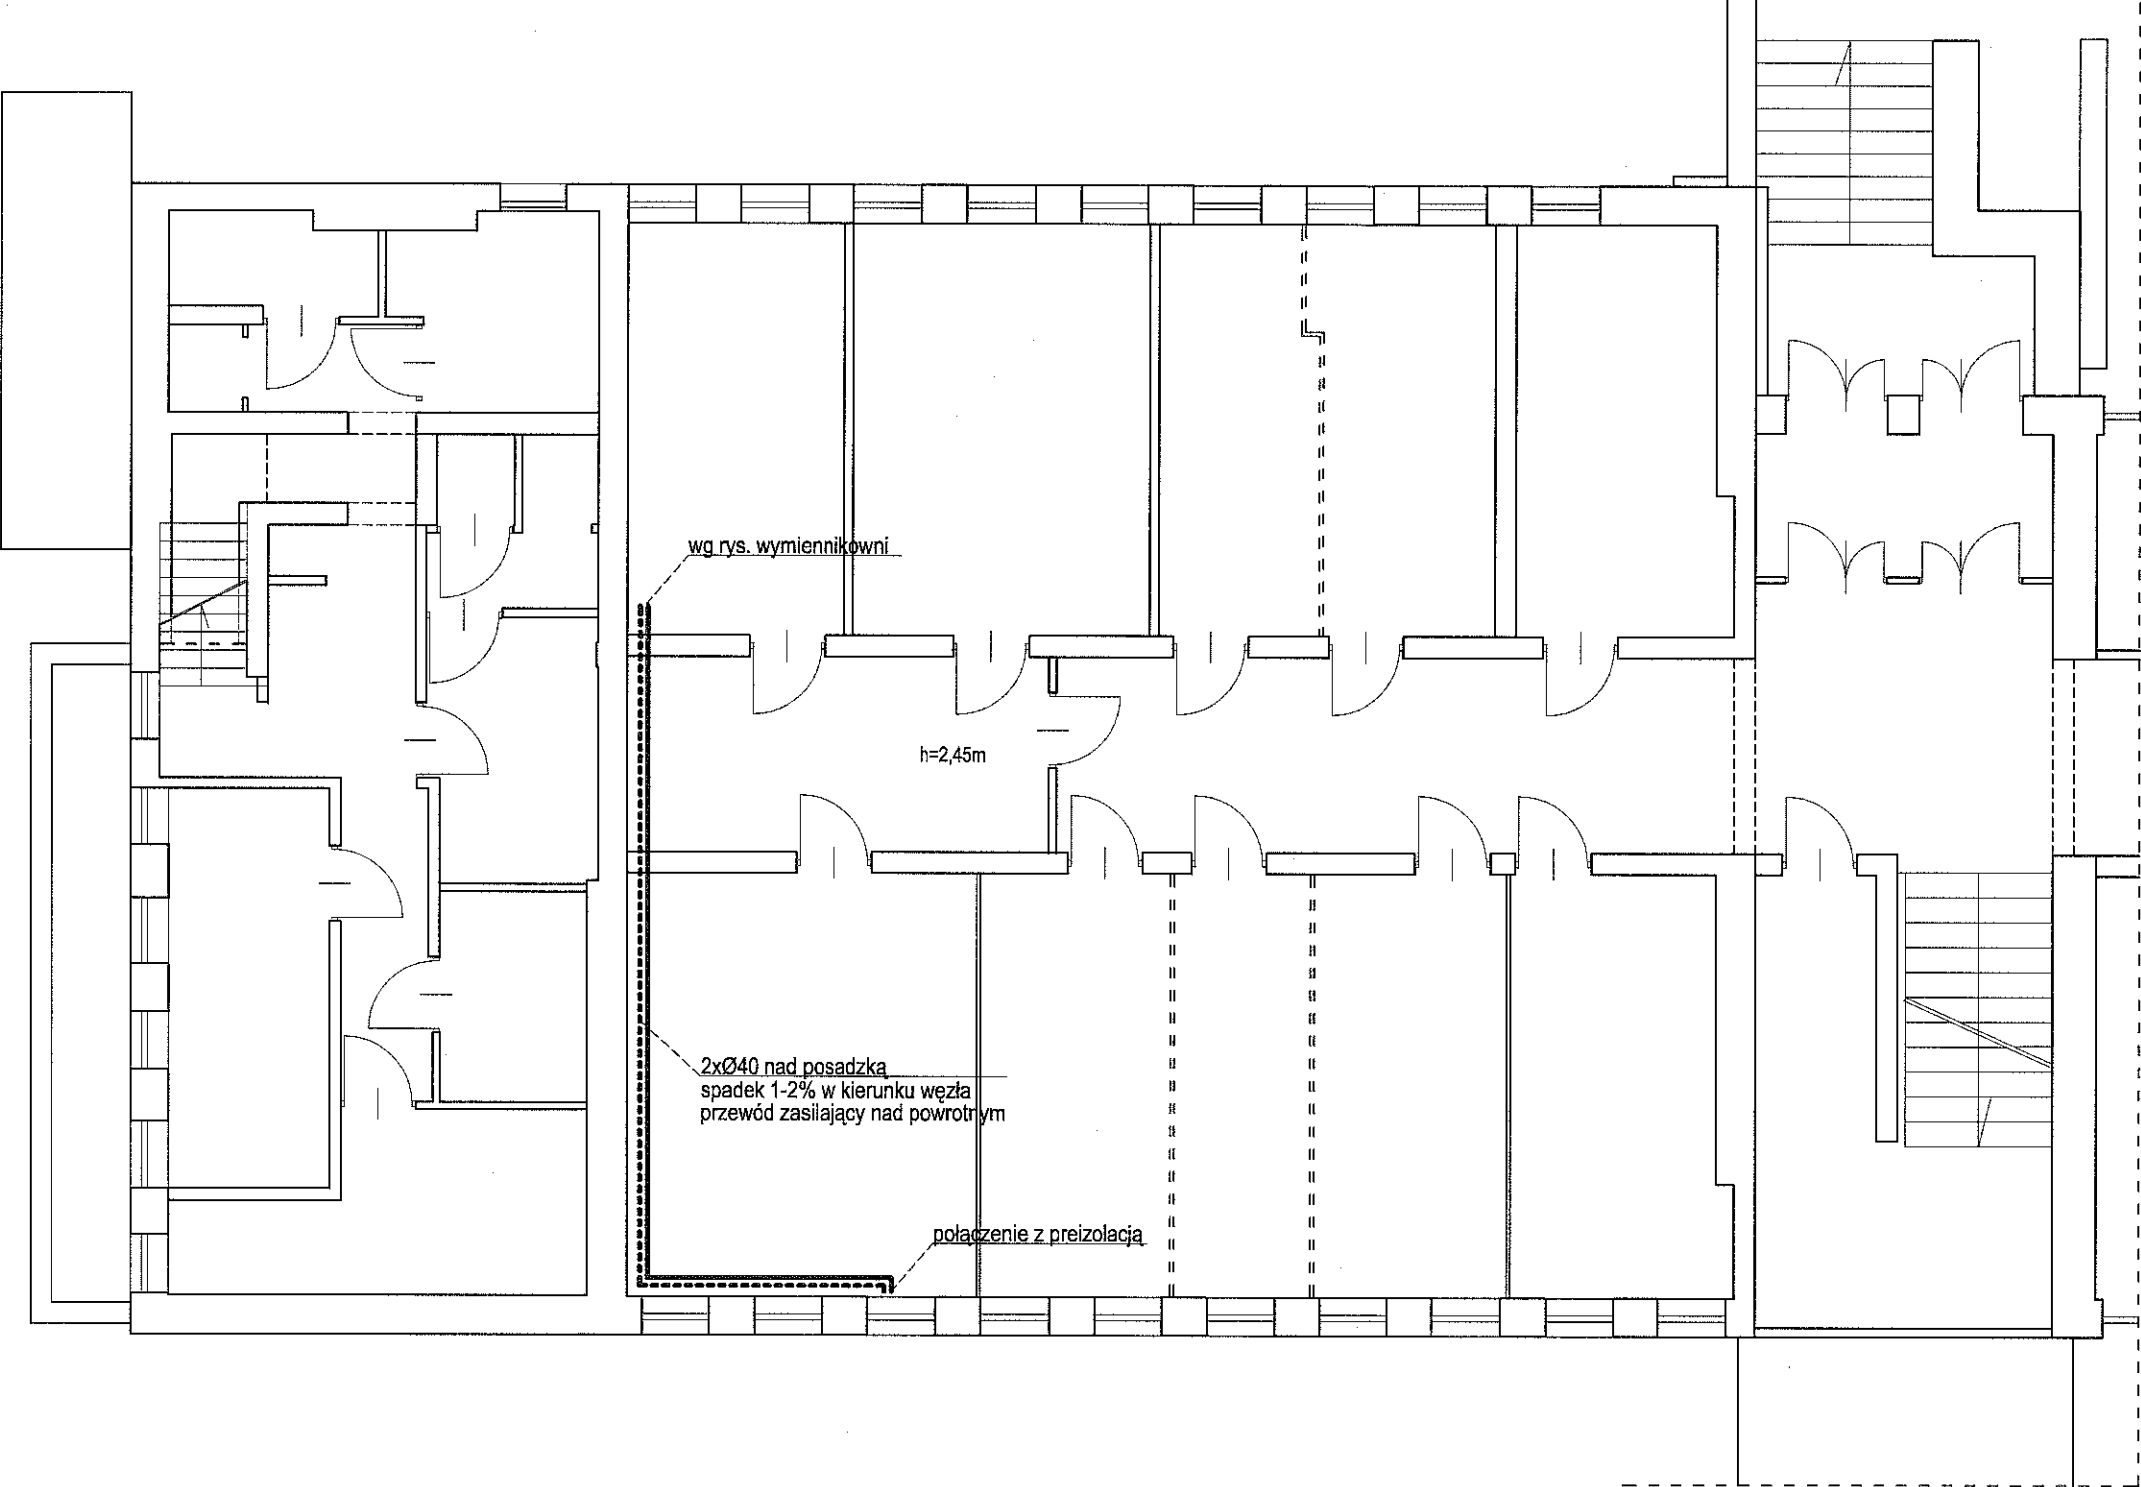 wg rys. wymiennikowni
h=2,45m
2xØ40 nad posadzką
spadek 1-2% w kierunku węzła
przewód zasilający nad powrotnym
połączenie z preizolacją